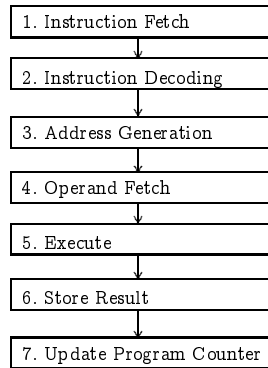 1. Instruction Fetch
2. Instruction Decoding
3. Address Generation
4. Operand Fetch
5. Execute
6. Store Result
7. Update Program Counter